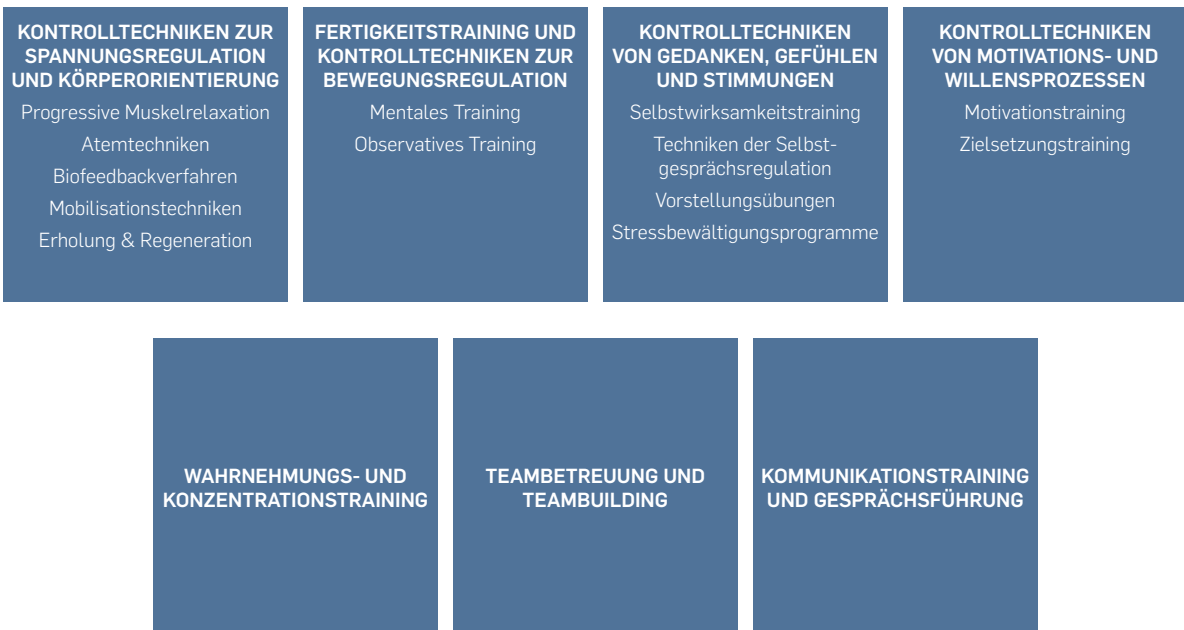 KONTROLLTECHNIKEN ZUR
SPANNUNGSREGULATION
UND KÖRPERORIENTIERUNG
Progressive Muskelrelaxation
Atemtechniken
Biofeedbackverfahren
Mobilisationstechniken
Erholung & Regeneration
FERTIGKEITSTRAINING UND
KONTROLLTECHNIKEN ZUR
BEWEGUNGSREGULATION
Mentales Training
Observatives Training
KONTROLLTECHNIKEN
VON GEDANKEN, GEFÜHLEN
UND STIMMUNGEN
Selbstwirksamkeitstraining
Techniken der Selbst-
gesprächsregulation
Vorstellungsübungen
Stressbewältigungsprogramme
KONTROLLTECHNIKEN
VON MOTIVATIONS- UND
WILLENSPROZESSEN
Motivationstraining
Zielsetzungstraining
WAHRNEHMUNGS- UND
KONZENTRATIONSTRAINING
TEAMBETREUUNG UND
TEAMBUILDING
KOMMUNIKATIONSTRAINING
UND GESPRÄCHSFÜHRUNG